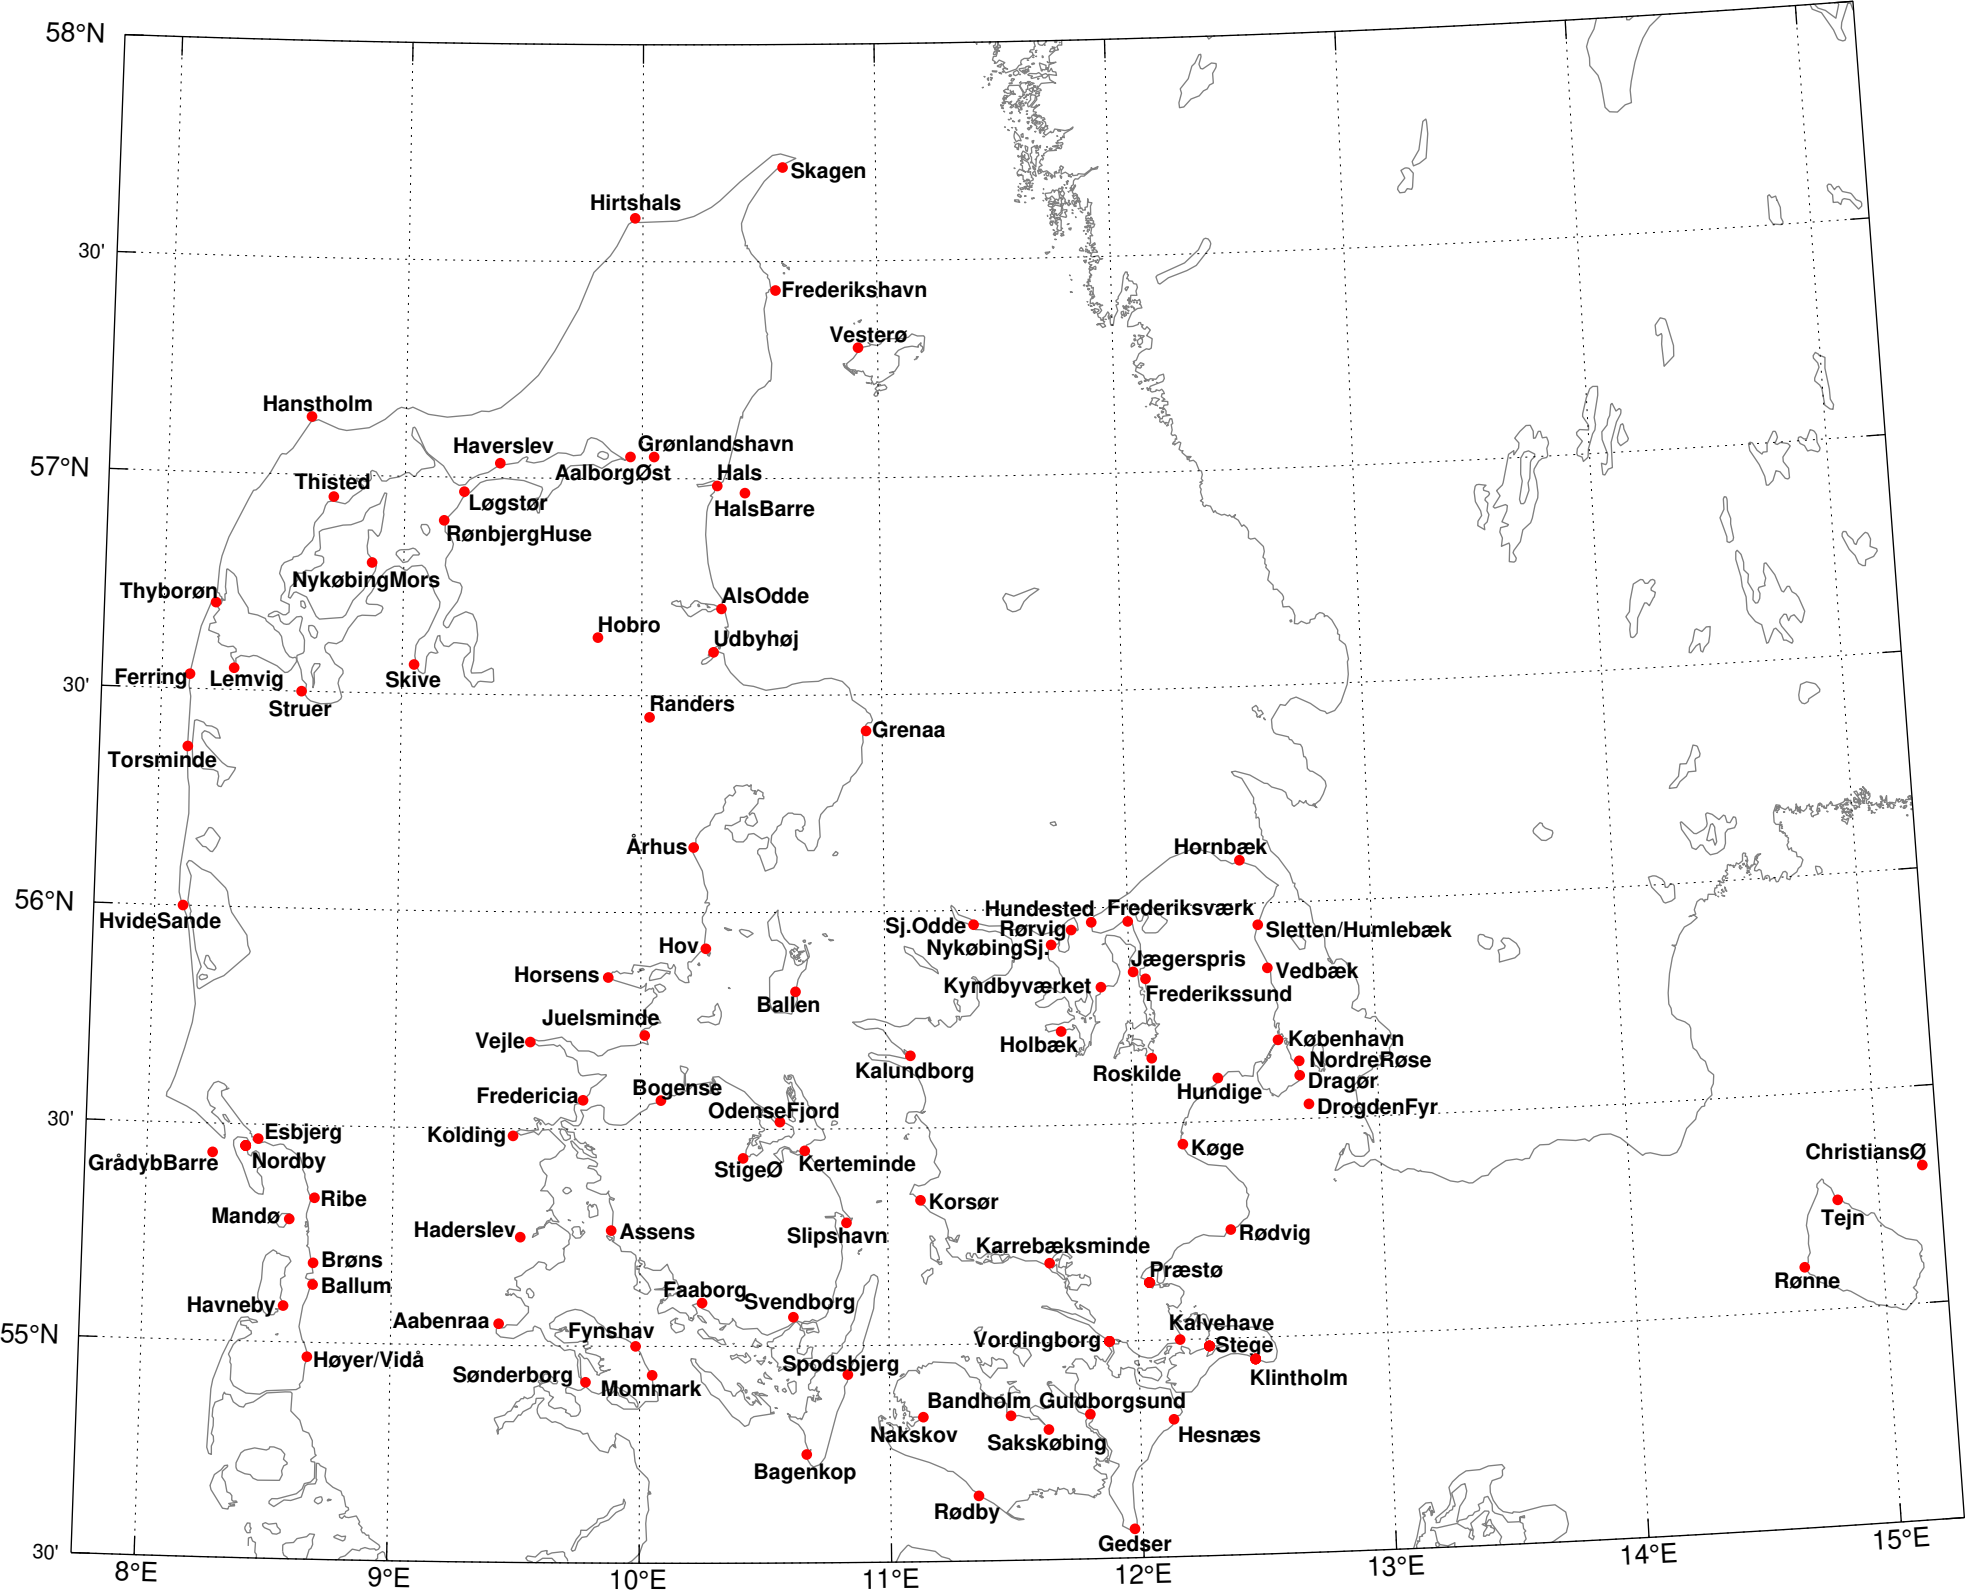 58°N
Skagen
Hirtshals
30'
Frederikshavn
Vesterø
Hanstholm
Haverslev
Grønlandshavn
57°N
AalborgØst
Hals
Thisted
Løgstør
HalsBarre
RønbjergHuse
NykøbingMors
Thyborøn
AlsOdde
Hobro
Udbyhøj
Ferring
Lemvig
Skive
30'
Struer
Randers
Grenaa
Torsminde
Århus
Hornbæk
56°N
HvideSande
Hundested
Frederiksværk
Sj.Odde
Rørvig
Sletten/Humlebæk
Hov
NykøbingSj.
Jægerspris
Vedbæk
Horsens
Kyndbyværket
Frederikssund
Ballen
Juelsminde
Vejle
Holbæk
København
NordreRøse
Kalundborg
Roskilde
Dragør
Hundige
Fredericia
Bogense
OdenseFjord
DrogdenFyr
30'
Esbjerg
Kolding
Køge
GrådybBarre
Nordby
StigeØ
Kerteminde
ChristiansØ
Ribe
Korsør
Mandø
Tejn
Haderslev
Assens
Slipshavn
Rødvig
Karrebæksminde
Brøns
Præstø
Ballum
Rønne
Havneby
Faaborg
Svendborg
Aabenraa
Fynshav
Kalvehave
55°N
Vordingborg
Stege
Høyer/Vidå
Spodsbjerg
Sønderborg
Mommark
Klintholm
Bandholm
Guldborgsund
Nakskov
Sakskøbing
Hesnæs
Bagenkop
Rødby
Gedser
30'
8°E
9°E
10°E
11°E
12°E
13°E
14°E
15°E